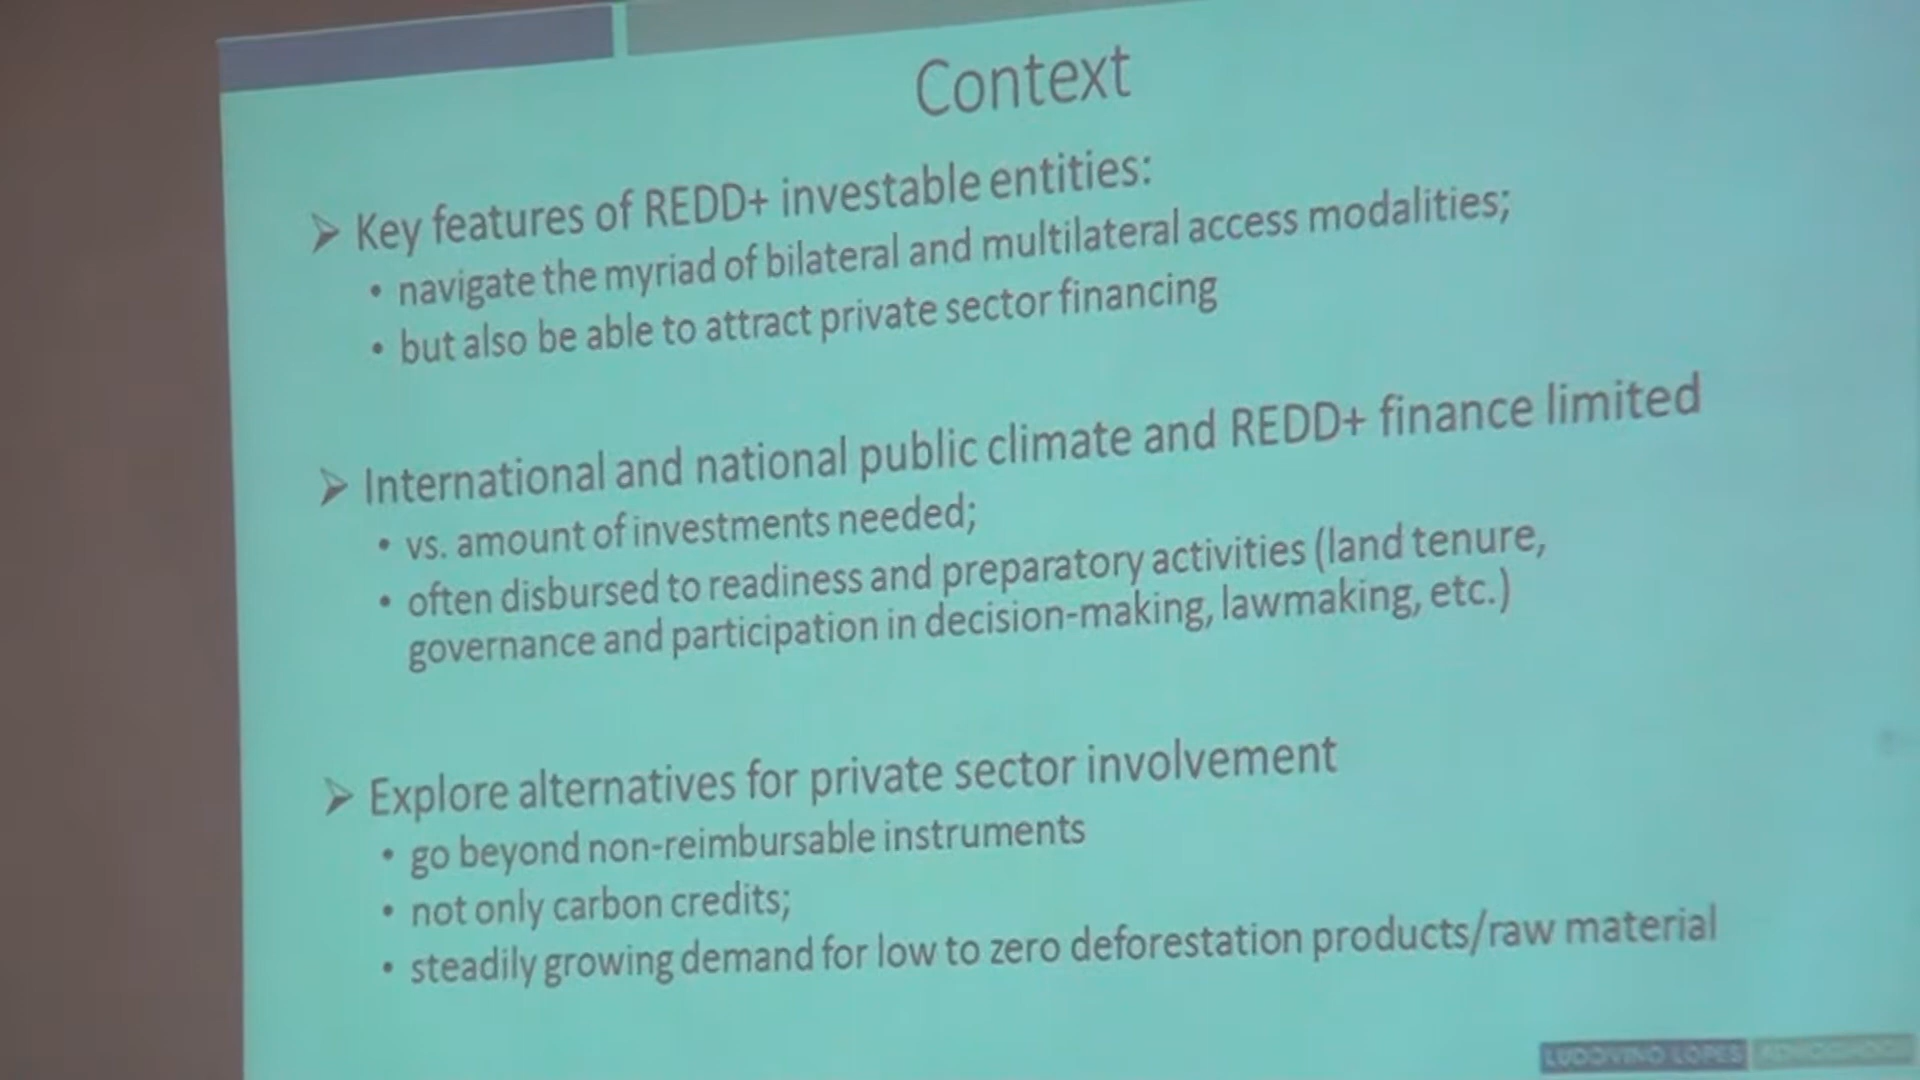 Context
➢ Key features of REDD+ investable entities:
• navigate the myriad of bilateral and multilateral access modalities;
• but also be able to attract private sector financing
➢ International and national public climate and REDD+ finance limited
• vs. amount of investments needed;
• often disbursed to readiness and preparatory activities (land tenure,
governance and participation in decision-making, lawmaking, etc.)
➢ Explore alternatives for private sector involvement
• go beyond non-reimbursable instruments
• not only carbon credits;
• steadily growing demand for low to zero deforestation products/raw material
LUDOVINO LOPES